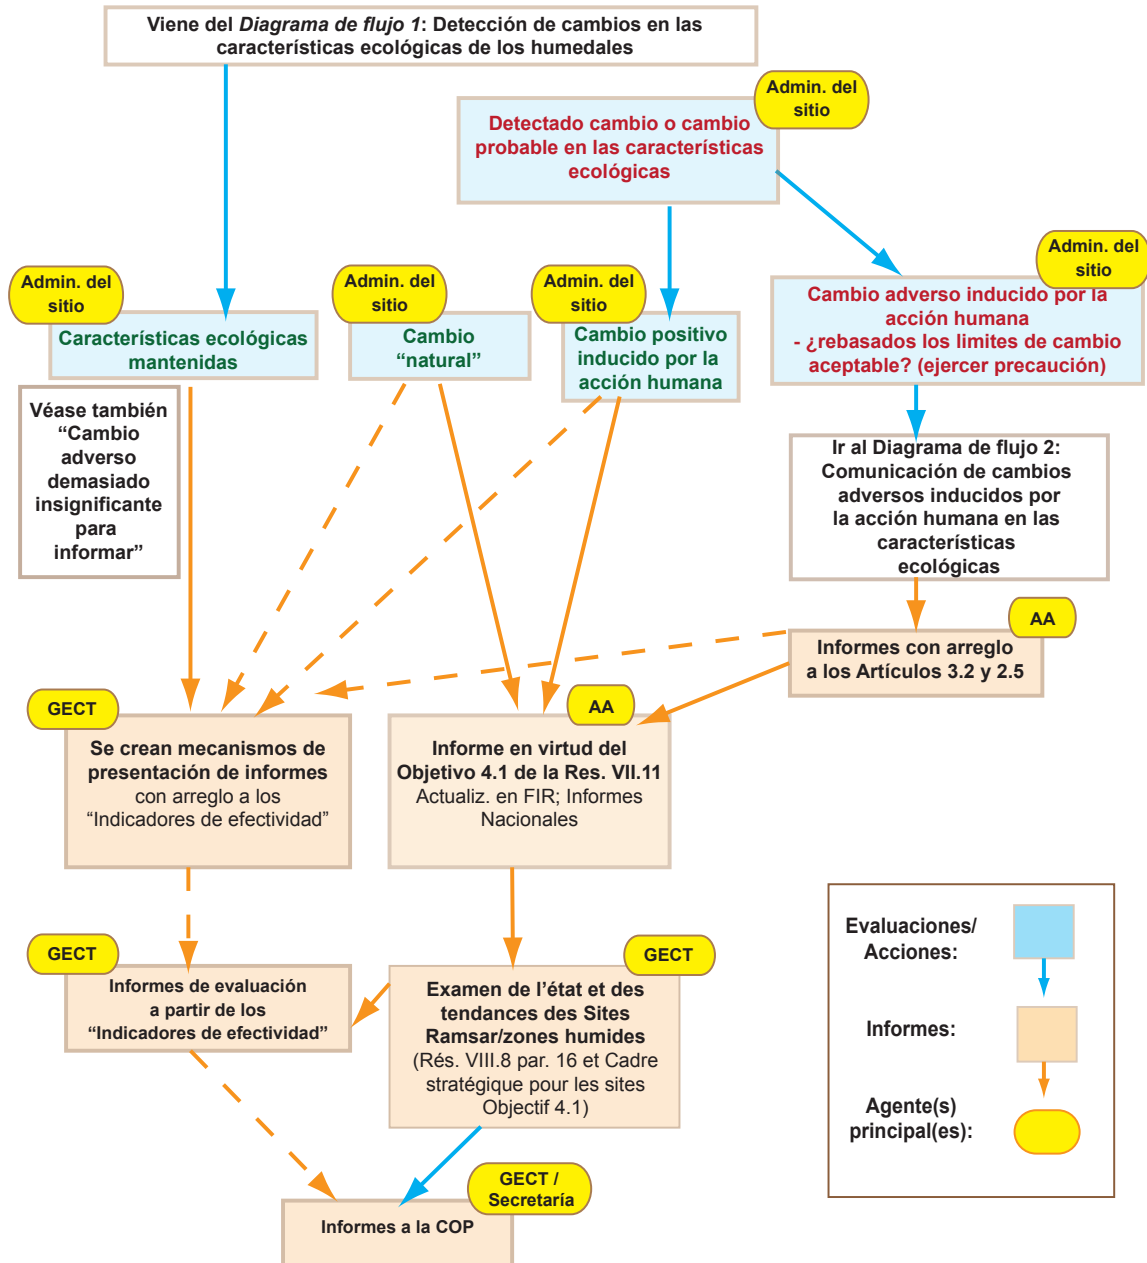 Viene del Diagrama de flujo 1: Detección de cambios en las
características ecológicas de los humedales
Admin. del
sitio
Detectado cambio o cambio
probable en las características
ecológicas
Admin. del
sitio
Características ecológicas
mantenidas
Admin. del
sitio
Cambio
“natural”
Admin. del
sitio
Cambio positivo
inducido por la
acción humana
Admin. del
sitio
Cambio adverso inducido por la
acción humana
- ¿rebasados los limites de cambio
aceptable? (ejercer precaución)
Véase también
“Cambio
adverso
demasiado
insignificante
para
informar”
Ir al Diagrama de flujo 2:
Comunicación de cambios
adversos inducidos por
la acción humana en las
características
ecológicas
AA
Informes con arreglo
a los Artículos 3.2 y 2.5
GECT
Se crean mecanismos de
presentación de informes
con arreglo a los
“Indicadores de efectividad”
AA
Informe en virtud del
Objetivo 4.1 de la Res. VII.11
Actualiz. en FIR; Informes
Nacionales
GECT
Informes de evaluación
a partir de los
“Indicadores de efectividad”
GECT
Examen de l’état et des
tendances des Sites
Ramsar/zones humides
(Rés. VIII.8 par. 16 et Cadre
stratégique pour les sites
Objectif 4.1)
GECT /
Secretaría
Informes a la COP
Evaluaciones/
Acciones:
Informes:
Agente(s)
principal(es):